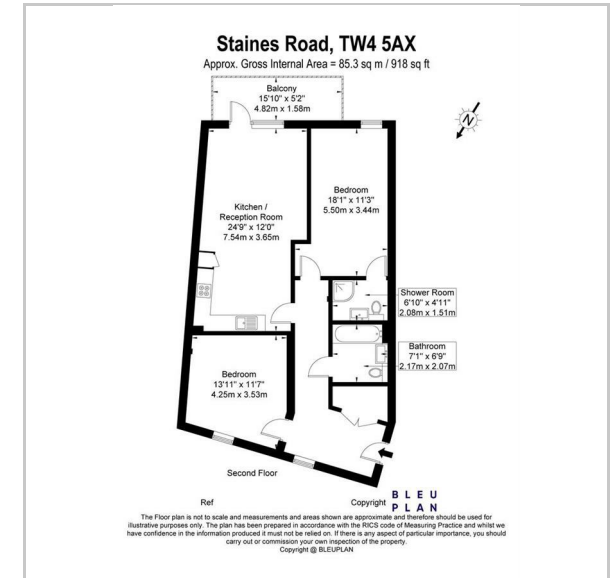 Staines Road, TW4 5AX
Approx. Gross Internal Area = 85.3 sq m / 918 sq ft
Balcony
15'10" x 5'2"
4.82m x 1.58m
N
Kitchen /
Reception Room
24'9" x 12'0"
7.54m x 3.65m
Bedroom
18'1" x 11'3"
5.50m x 3.44m
Shower Room
6'10" x 4'11"
2.08m x 1.51m
Bathroom
7'1" x 6'9"
2.17m x 2.07m
Bedroom
13'11" x 11'7"
4.25m x 3.53m
Second Floor
Ref
Copyright BLEU
PLAN
The Floor plan is not to scale and measurements and areas shown are approximate and therefore should be used for
illustrative purposes only. The plan has been prepared in accordance with the RICS code of Measuring Practice and whilst we
have confidence in the information produced it must not be relied on. If there is any aspect of particular importance, you should
carry out or commission your own inspection of the property.
Copyright @ BLEUPLAN